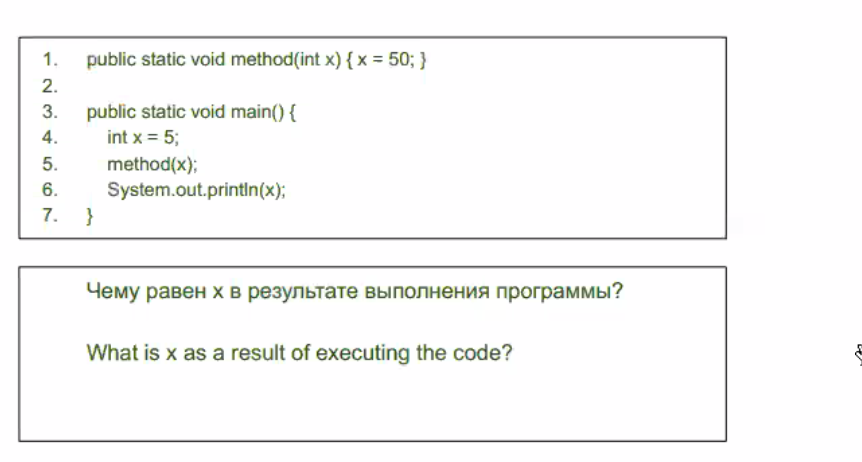 1. public static void method(int x) { x = 50; }
2.
3. public static void main() {
4. int x = 5;
5. method(x);
6. System.out.println(x);
7. }
Чему равен x в результате выполнения программы?
What is x as a result of executing the code?